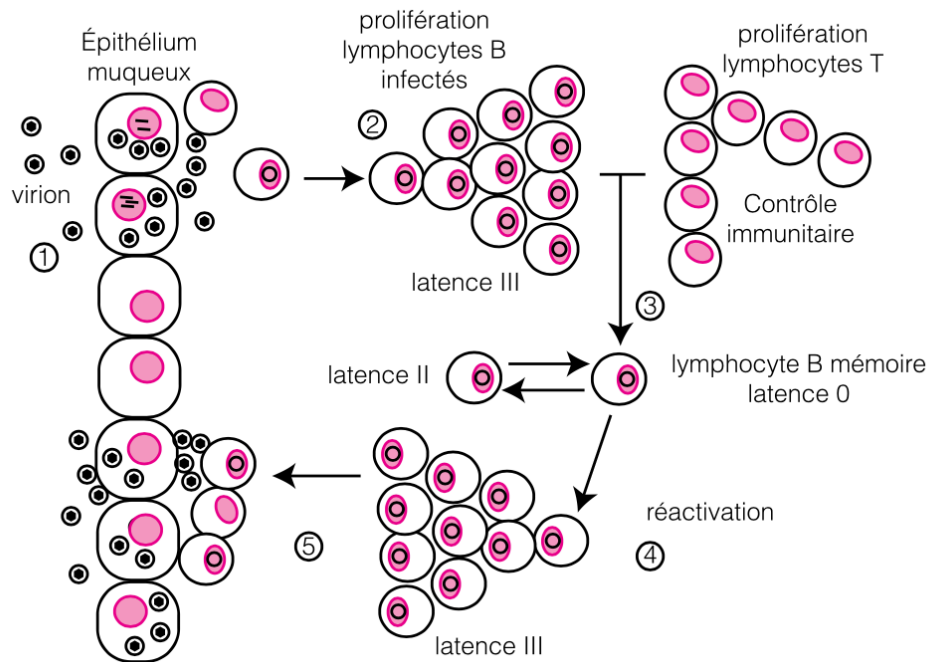 Épithélium
muqueux
virion
①
prolifération
lymphocytes B
infectés
②
latence III
prolifération
lymphocytes T
Contrôle
immunitaire
③
latence II
lymphocyte B mémoire
latence 0
réactivation
④
⑤
latence III